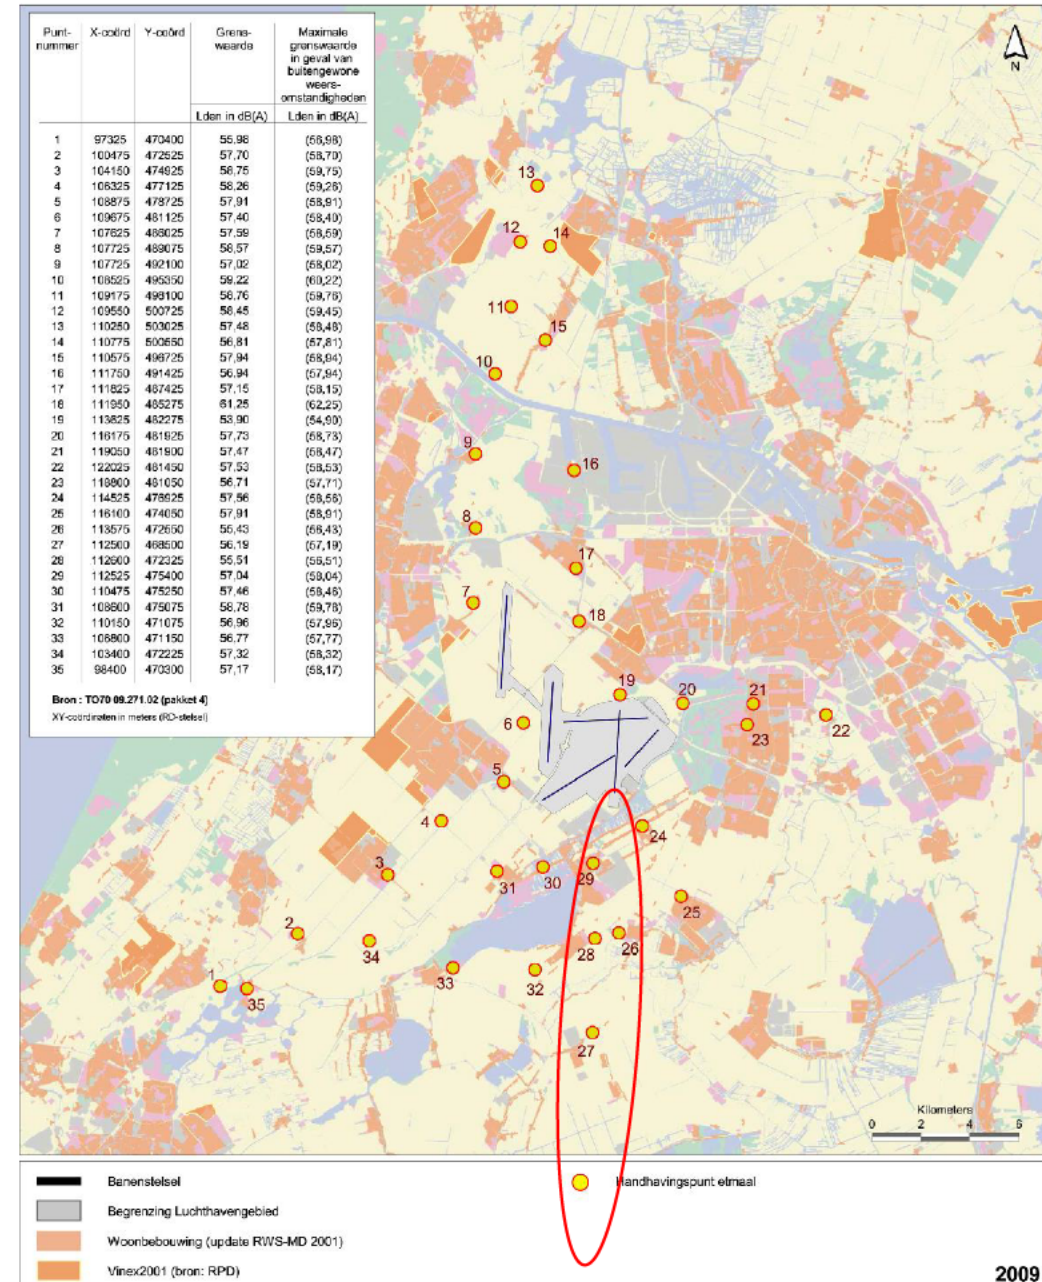 Punt- X-coörd Y-coörd Grens- Maximale
nummer waarde grenswaarde
in geval van
buitengewone
weers-
omstandigheden
Lden in dB(A) Lden in dB(A)
1 97325 470400 55,98 (56,98)
2 100475 472525 57,70 (58,70)
3 104150 474925 58,75 (59,75)
4 106325 477125 58,26 (59,26)
5 108875 478725 57,91 (58,91)
6 109675 481125 57,40 (58,40)
7 107625 486025 57,59 (58,59)
8 107725 489075 58,57 (59,57)
9 107725 492100 57,02 (58,02)
10 108525 495350 59,22 (60,22)
11 109175 498100 58,76 (59,76)
12 109550 500725 58,45 (59,45)
13 110250 503025 57,48 (58,48)
14 110775 500550 56,81 (57,81)
15 110575 496725 57,94 (58,94)
16 111750 491425 56,94 (57,94)
17 111825 487425 57,15 (58,15)
18 111950 485275 61,25 (62,25)
19 113625 482275 53,90 (54,90)
20 116175 481925 57,73 (58,73)
21 119050 481900 57,47 (58,47)
22 122025 481450 57,53 (58,53)
23 118800 481050 56,71 (57,71)
24 114525 476925 57,56 (58,56)
25 116100 474050 57,91 (58,91)
26 113575 472550 55,43 (56,43)
27 112500 468500 56,19 (57,19)
28 112600 472325 55,51 (56,51)
29 112525 475400 57,04 (58,04)
30 110475 475250 57,46 (58,46)
31 108600 475075 58,78 (59,78)
32 110150 471075 56,96 (57,96)
33 106800 471150 56,77 (57,77)
34 103400 472225 57,32 (58,32)
35 98400 470300 57,17 (58,17)
Bron : TO70 09.271.02 (pakket 4)
XY-coördinaten in meters (RD-stelsel)
N
13
12
14
11
15
10
9
16
8
17
7
18
19
20
21
22
6
23
5
4
24
3
31
30
29
25
2
34
28
26
1
35
33
32
27
Kilometers
0 2 4 6
Banenstelsel
Handhavingspunt etmaal
Begrenzing Luchthavengebied
Woonbebouwing (update RWS-MD 2001)
Vinex2001 (bron: RPD)
2009